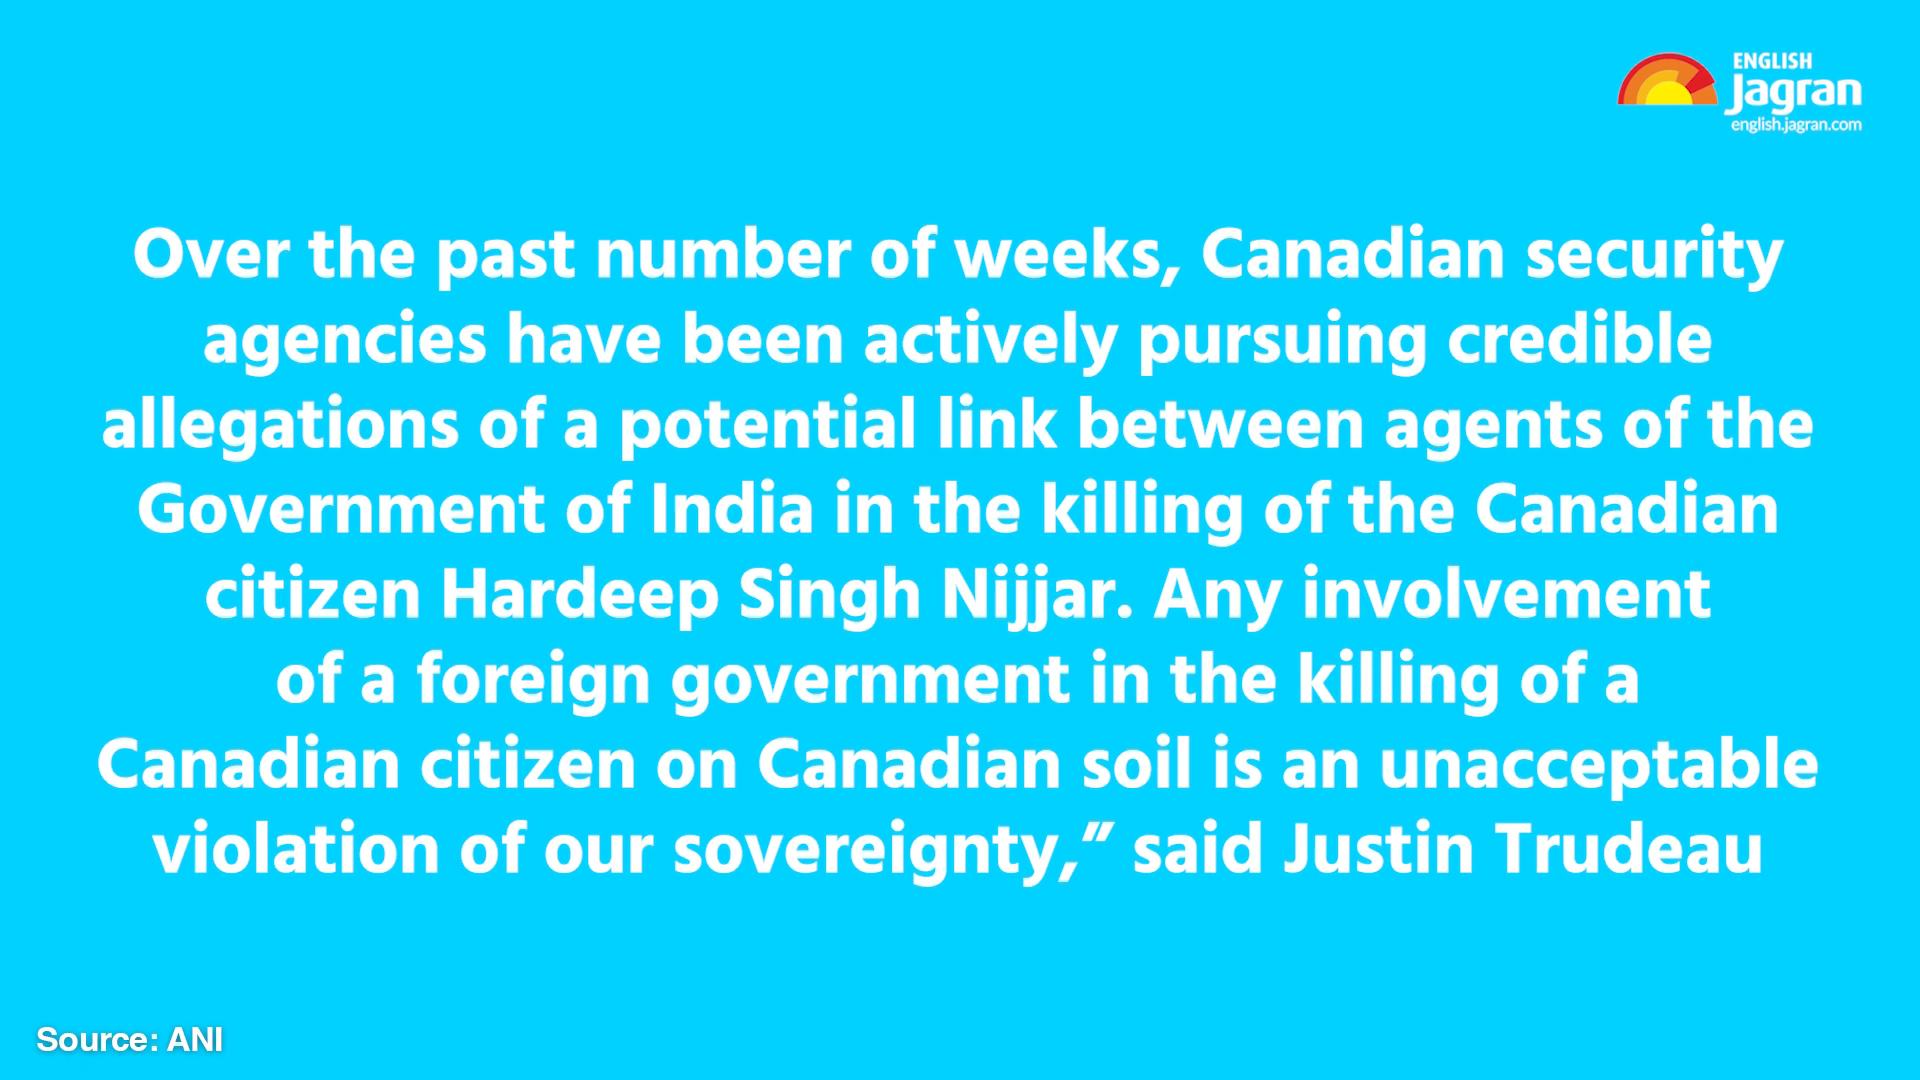 ENGLISH
Jagran
english.jagran.com
Over the past number of weeks, Canadian security
agencies have been actively pursuing credible
allegations of a potential link between agents of the
Government of India in the killing of the Canadian
citizen Hardeep Singh Nijjar. Any involvement
of a foreign government in the killing of a
Canadian citizen on Canadian soil is an unacceptable
violation of our sovereignty,” said Justin Trudeau
Source: ANI